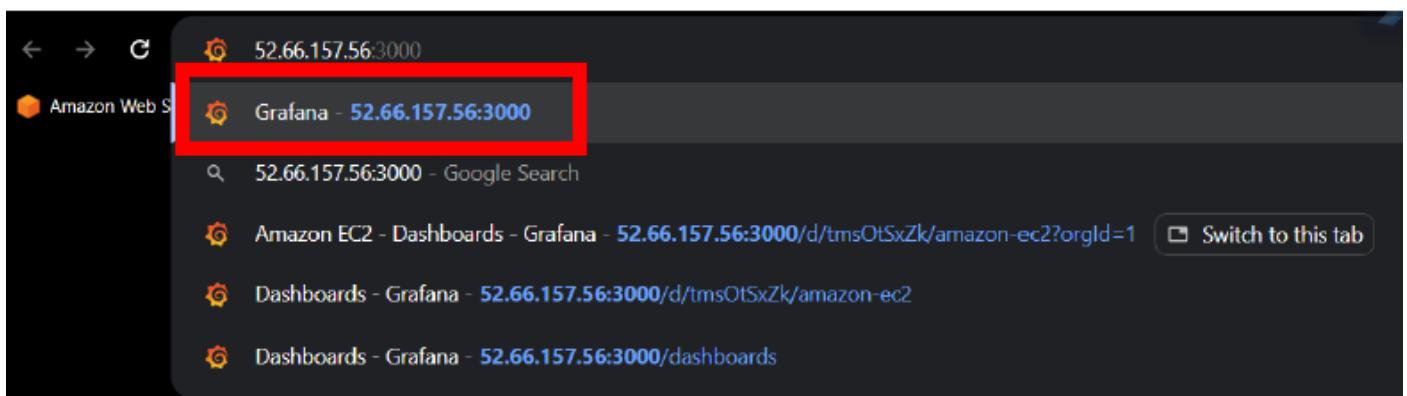 52.66.157.56:3000
Amazon Web S
Grafana - 52.66.157.56:3000
52.66.157.56:3000 - Google Search
Amazon EC2 - Dashboards - Grafana - 52.66.157.56:3000/d/tmsOtSxZk/amazon-ec2?orgId=1 Switch to this tab
Dashboards - Grafana - 52.66.157.56:3000/d/tmsOtSxZk/amazon-ec2
Dashboards - Grafana - 52.66.157.56:3000/dashboards